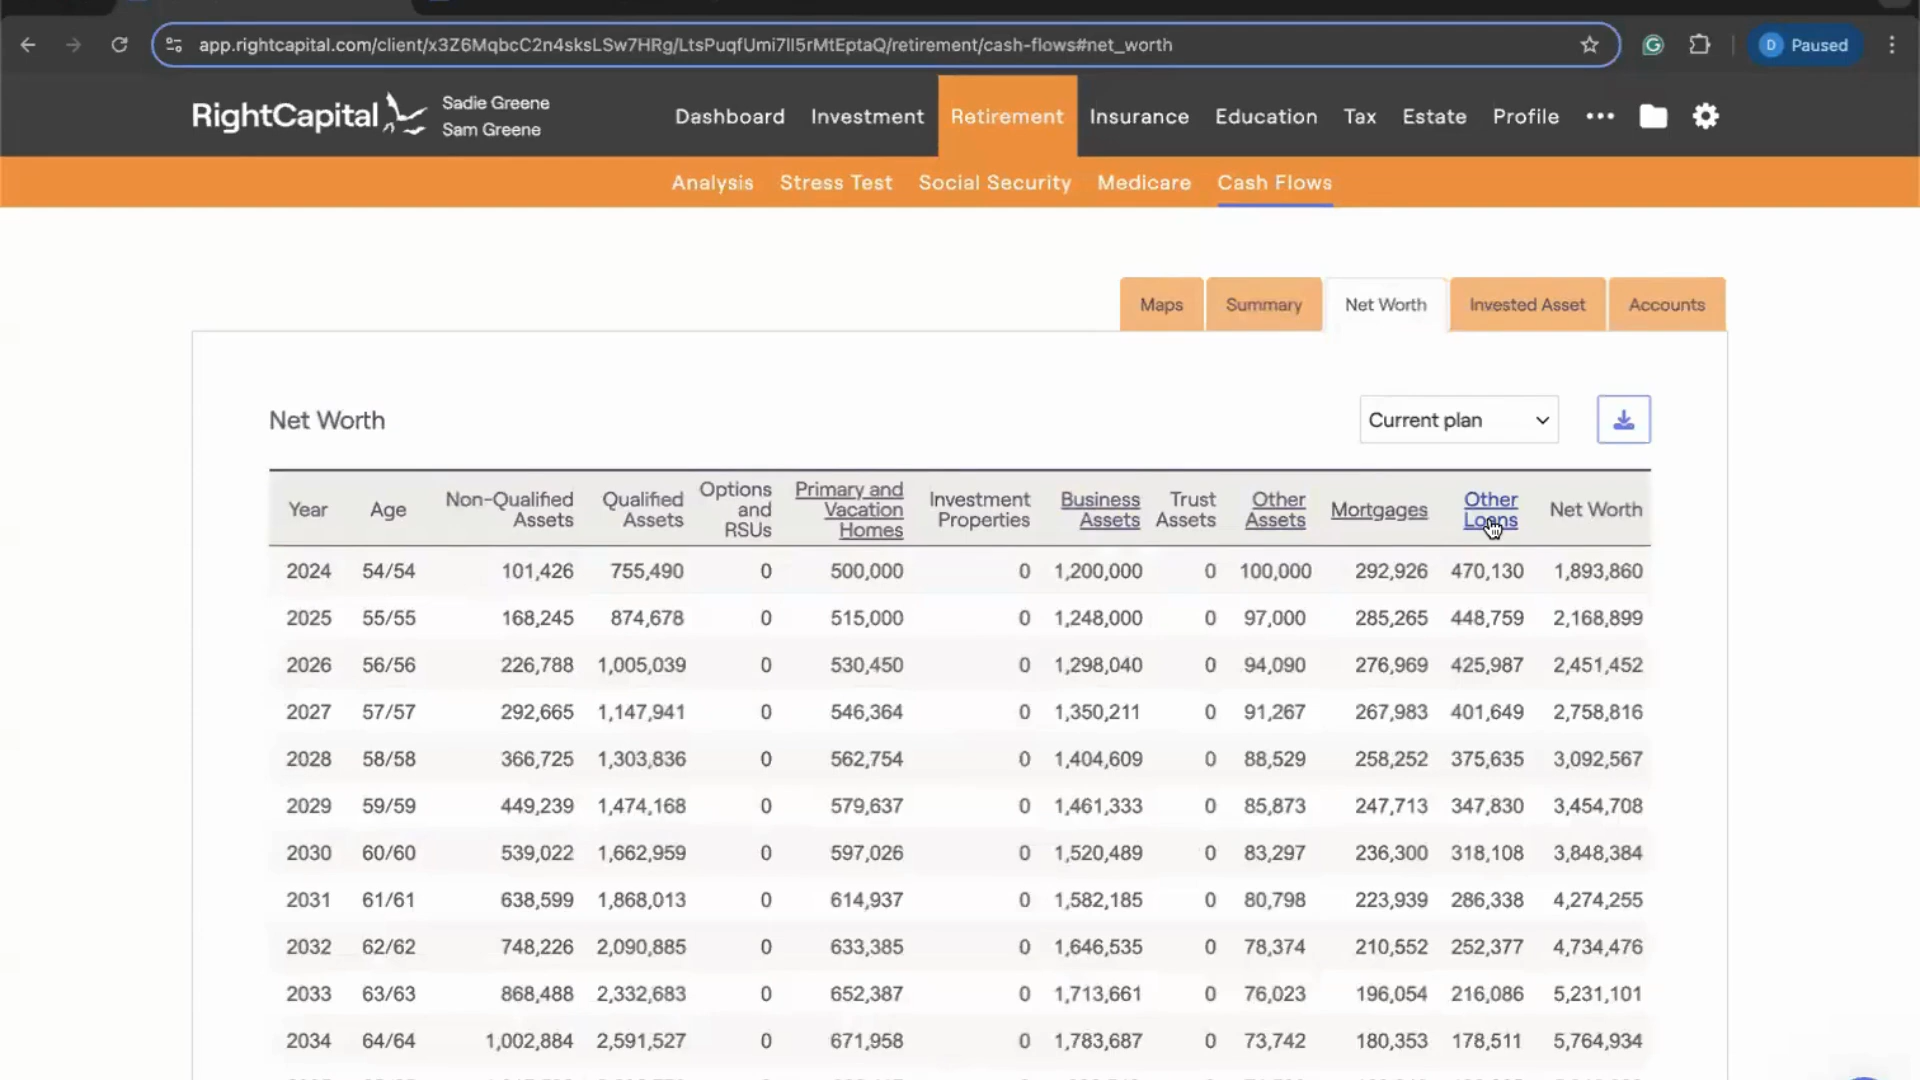 app.rightcapital.com/client/x3Z6MqbcC2n4sksLSw7HRg/LtsPuqfUmi7ll5rMtEptaQ/retirement/cash-flows#net_worth
D Paused
RightCapital
Sadie Greene
Sam Greene
Dashboard Investment Retirement Insurance Education Tax Estate Profile
Analysis Stress Test Social Security Medicare Cash Flows
Maps Summary Net Worth Invested Asset Accounts
Net Worth
Current plan
Year Age Non-Qualified Assets Qualified Assets Options and RSUs Primary and Vacation Homes Investment Properties Business Assets Trust Assets Other Assets Mortgages Other Loans Net Worth
2024 54/54 101,426 755,490 0 500,000 0 1,200,000 0 100,000 292,926 470,130 1,893,860
2025 55/55 168,245 874,678 0 515,000 0 1,248,000 0 97,000 285,265 448,759 2,168,899
2026 56/56 226,788 1,005,039 0 530,450 0 1,298,040 0 94,090 276,969 425,987 2,451,452
2027 57/57 292,665 1,147,941 0 546,364 0 1,350,211 0 91,267 267,983 401,649 2,758,816
2028 58/58 366,725 1,303,836 0 562,754 0 1,404,609 0 88,529 258,252 375,635 3,092,567
2029 59/59 449,239 1,474,168 0 579,637 0 1,461,333 0 85,873 247,713 347,830 3,454,708
2030 60/60 539,022 1,662,959 0 597,026 0 1,520,489 0 83,297 236,300 318,108 3,848,384
2031 61/61 638,599 1,868,013 0 614,937 0 1,582,185 0 80,798 223,939 286,338 4,274,255
2032 62/62 748,226 2,090,885 0 633,385 0 1,646,535 0 78,374 210,552 252,377 4,734,476
2033 63/63 868,488 2,332,683 0 652,387 0 1,713,661 0 76,023 196,054 216,086 5,231,101
2034 64/64 1,002,884 2,591,527 0 671,958 0 1,783,687 0 73,742 180,353 178,511 5,764,934